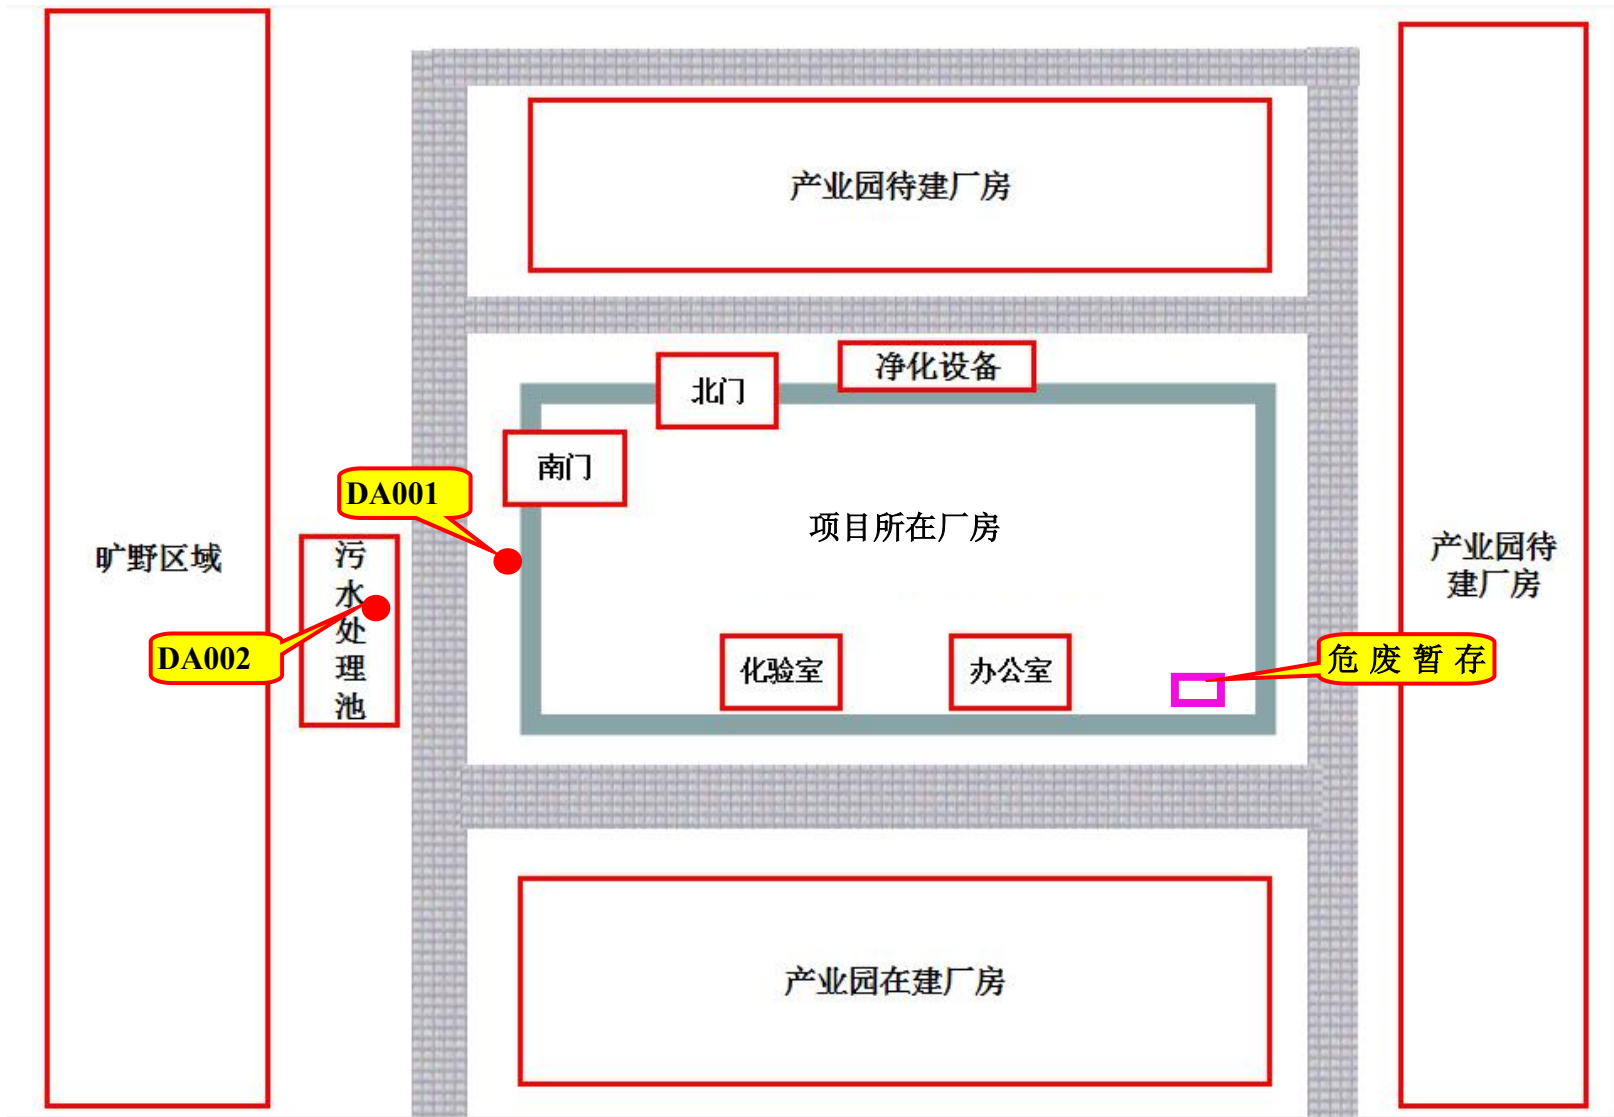 产业园待建厂房
净化设备
北门
南门
DA001
项目所在厂房
旷野区域
污
水
处
理
池
产业园待
建厂房
DA002
化验室
办公室
危废暂存
产业园在建厂房